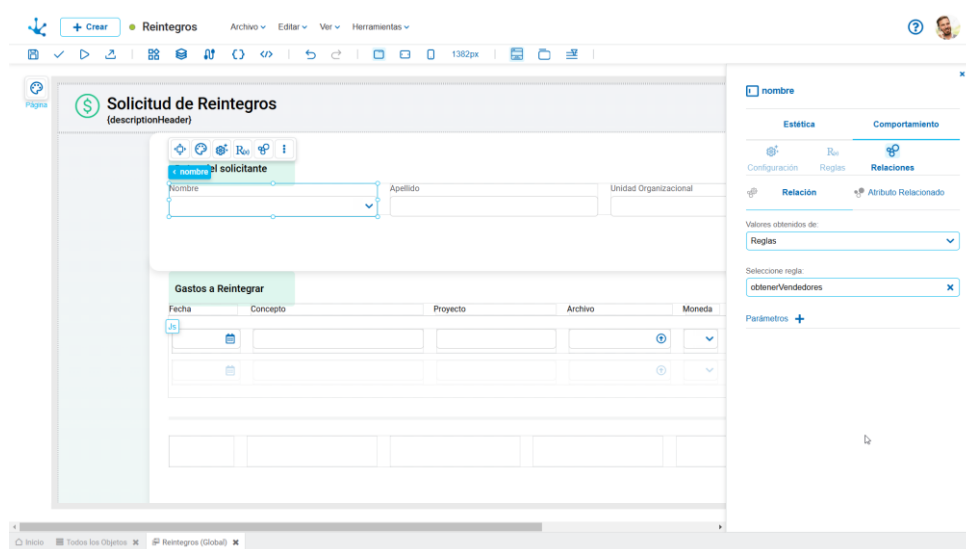 + Crear
Reintegros
Archivo
Editar
Ver
Herramientas
1382px
Página
Solicitud de Reintegros
{descriptionHeader}
nombre
el solicitante
Nombre
Apellido
Unidad Organizacional
Gastos a Reintegrar
Fecha
Concepto
Proyecto
Archivo
Moneda
Js
nombre
Estética
Comportamiento
Configuración
Reglas
Relaciones
Relación
Atributo Relacionado
Valores obtenidos de:
Reglas
Seleccione regla:
obtenerVendedores
Parámetros +
Inicio
Todos los Objetos
Reintegros (Global)